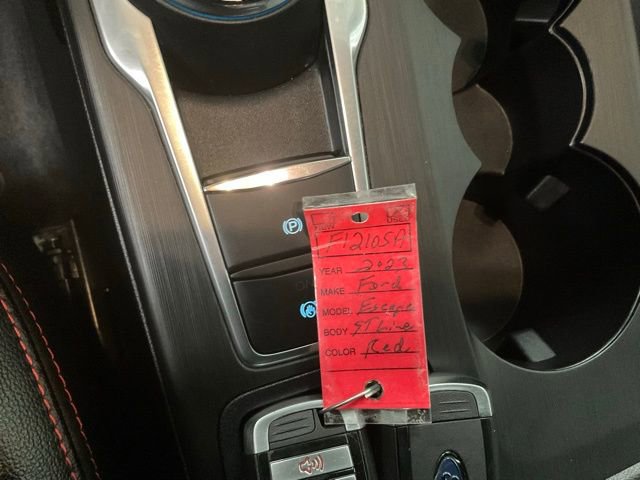 NEW USED
F12105A
YEAR 2023
MAKE Ford
MODEL Escape
BODY ST Line
COLOR Red
P